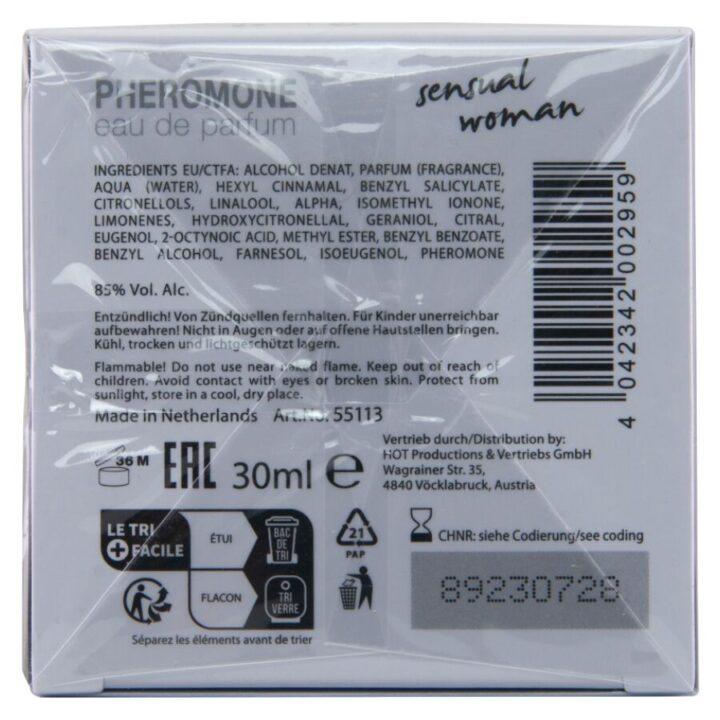 PHEROMONE
eau de parfum
sensual
woman
INGREDIENTS EU/CTFA: ALCOHOL DENAT, PARFUM (FRAGRANCE),
AQUA (WATER), HEXYL CINNAMAL, BENZYL SALICYLATE,
CITRONELLOLS, LINALOOL, ALPHA, ISOMETHYL IONONE,
LIMONENES, HYDROXYCITRONELLAL, GERANIOL, CITRAL,
EUGENOL, 2-OCTYNOIC ACID, METHYL ESTER, BENZYL BENZOATE,
BENZYL ALCOHOL, FARNESOL, ISOEUGENOL, PHEROMONE
85% Vol. Alc.
Entzündlich! Von Zündquellen fernhalten. Für Kinder unerreichbar
aufbewahren! Nicht in Augen oder auf offene Hautstellen bringen.
Kühl, trocken und lichtgeschützt lagern.
Flammable! Do not use near naked flame. Keep out of reach of
children. Avoid contact with eyes or broken skin. Protect from
sunlight, store in a cool, dry place.
Made in Netherlands Art.No. 55113
4 042342 002959
36 M
EAC
30ml e
Vertrieb durch/Distribution by:
HOT Productions & Vertriebs GmbH
Wagrainer Str. 35,
4840 Vöcklabruck, Austria
LE TRI
+ FACILE
ÉTUI
BAC
DE
TRI
FLACON
TRI
VERRE
Séparez les éléments avant de trier
21
PAP
CHNR: siehe Codierung/see coding
89230728